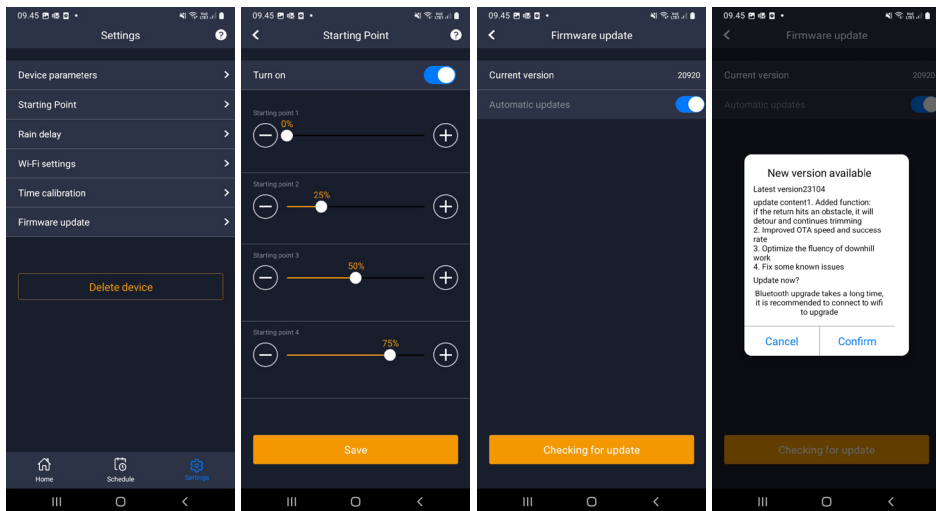 09.45
Settings
?
Device parameters
Starting Point
Rain delay
Wi-Fi settings
Time calibration
Firmware update
Delete device
Home
Schedule
Settings
09.45
Starting Point
?
Turn on
Starting point 1
0%
Starting point 2
25%
Starting point 3
50%
Starting point 4
75%
Save
09.45
Firmware update
Current version 20920
Automatic updates
Checking for update
09.45
Firmware update
Current version 20920
Automatic updates
New version available
Latest version23104
update content1. Added function:
if the return hits an obstacle, it will
detour and continues trimming
2. Improved OTA speed and success
rate
3. Optimize the fluency of downhill
work
4. Fix some known issues
Update now?
Bluetooth upgrade takes a long time,
it is recommended to connect to wifi
to upgrade
Cancel Confirm
Checking for update